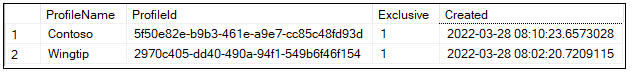 ProfileName ProfileId Exclusive Created
1 Contoso 5f50e82e-b9b3-461e-a9e7-cc85c48fd93d 1 2022-03-28 08:10:23.6573028
2 Wingtip 2970c405-dd40-490a-94f1-549b6f46f154 1 2022-03-28 08:02:20.7209115